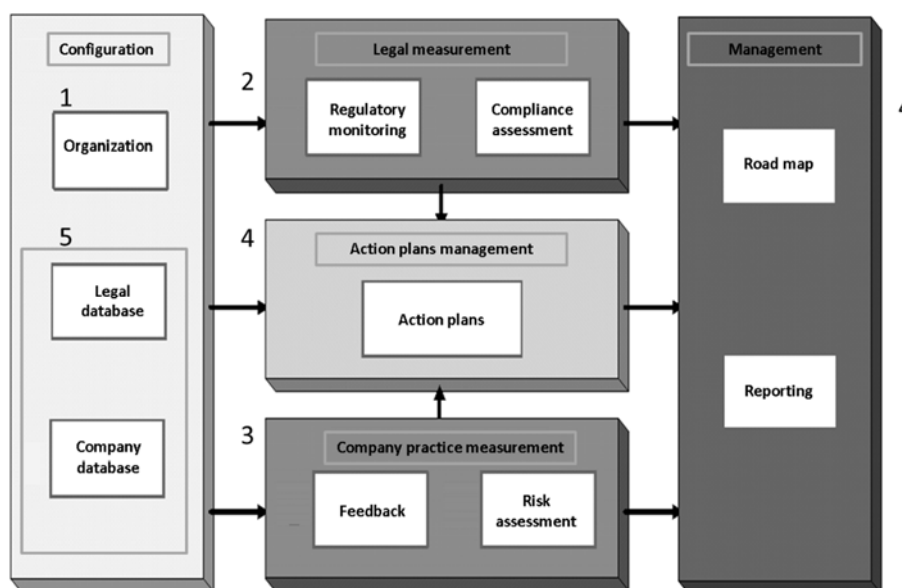 Configuration
1
Organization
5
Legal
database
Company
database
2
Legal measurement
Regulatory
monitoring
Compliance
assessment
4
Action plans management
Action plans
3
Company practice measurement
Feedback
Risk
assessment
Management
Road map
Reporting